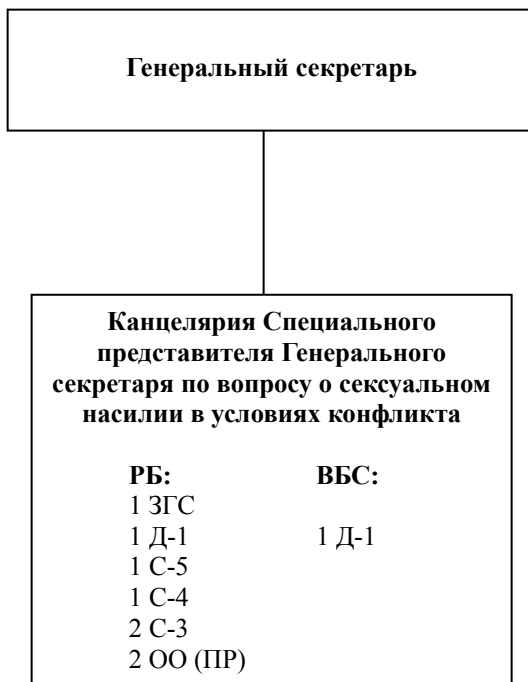 Генеральный секретарь
Канцелярия Специального
представителя Генерального
секретаря по вопросу о сексуальном
насилии в условиях конфликта
РБ: ВБС:
1 ЗГС
1 Д-1 1 Д-1
1 С-5
1 С-4
2 С-3
2 ОО (ПР)